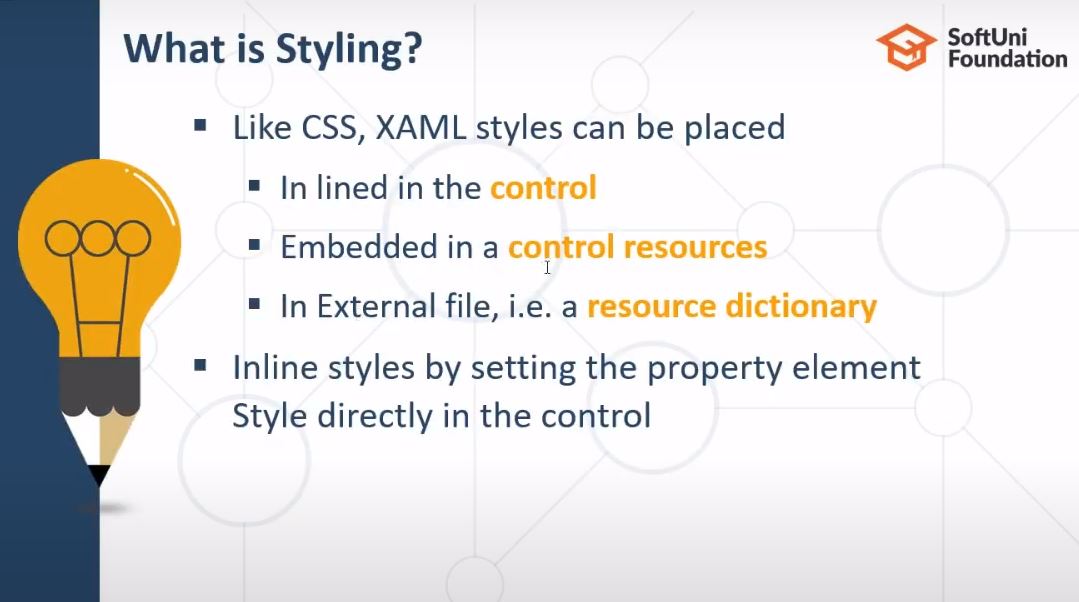 What is Styling?
SoftUni
Foundation
Like CSS, XAML styles can be placed
In lined in the control
Embedded in a control resources
In External file, i.e. a resource dictionary
Inline styles by setting the property element
Style directly in the control